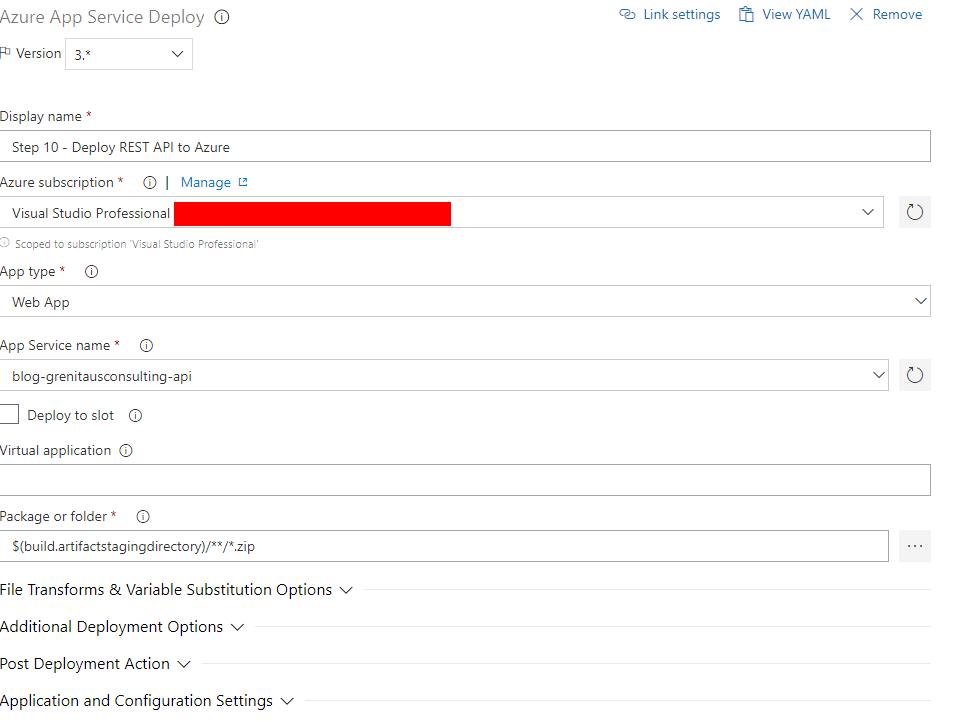 Azure App Service Deploy
Link settings View YAML Remove
Version 3.*
Display name *
Step 10 - Deploy REST API to Azure
Azure subscription * | Manage
Visual Studio Professional
Scoped to subscription 'Visual Studio Professional'
App type *
Web App
App Service name *
blog-grenitausconsulting-api
Deploy to slot
Virtual application
Package or folder *
$(build.artifactstagingdirectory)/**/*.zip
File Transforms & Variable Substitution Options
Additional Deployment Options
Post Deployment Action
Application and Configuration Settings